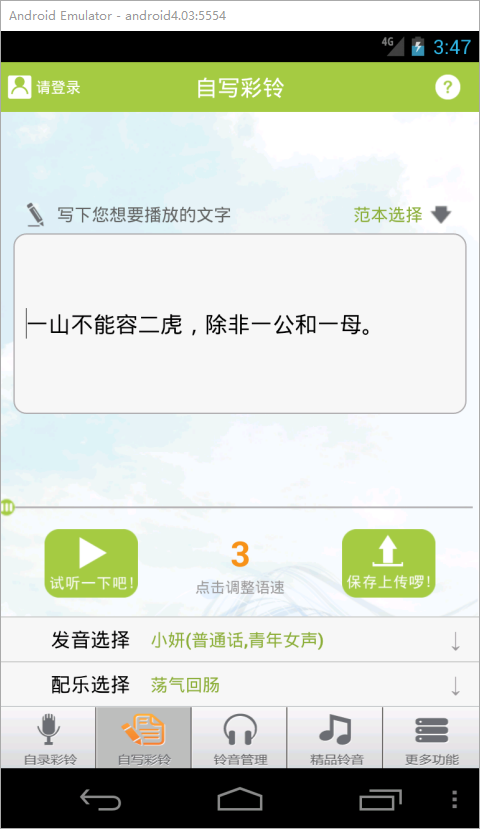 Android Emulator - android4.03:5554
4G 3:47
请登录 自写彩铃 ?
写下您想要播放的文字 范本选择
一山不能容二虎，除非一公和一母。
试听一下吧! 3 保存上传啰!
点击调整语速
发音选择 小妍(普通话,青年女声) ↓
配乐选择 荡气回肠 ↓
自录彩铃 自写彩铃 铃音管理 精品铃音 更多功能